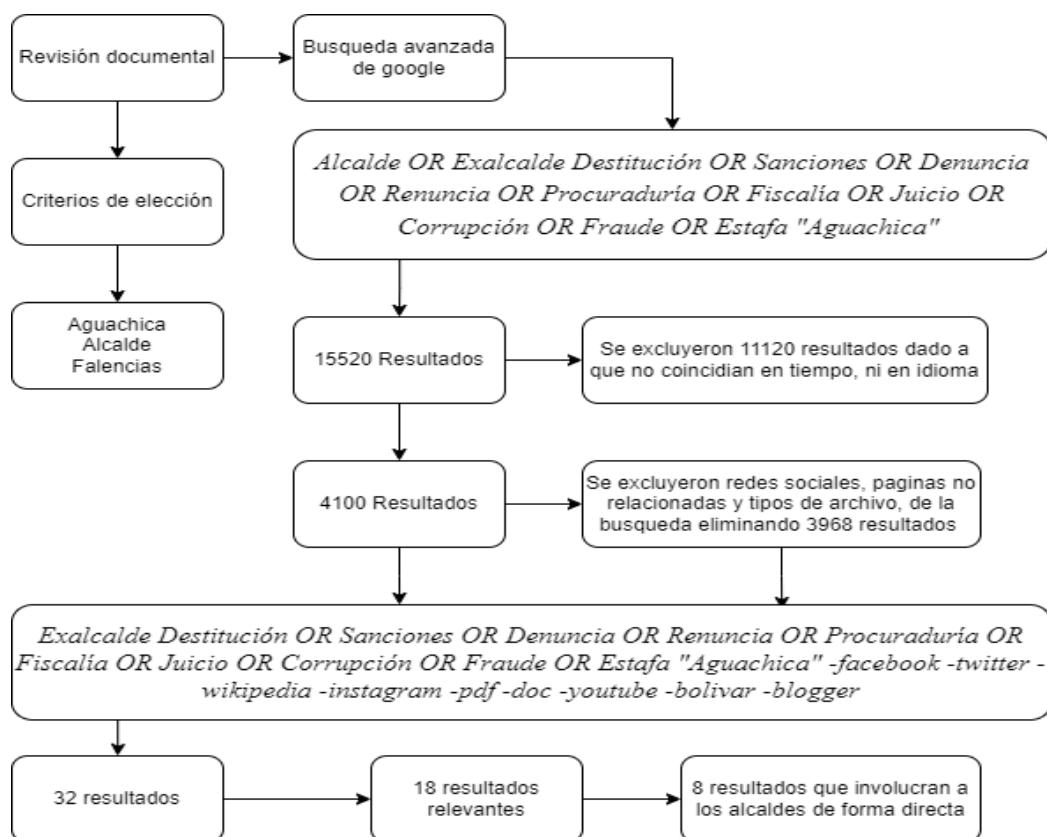 Revisión documental
Busqueda avanzada
de google
Alcalde OR Exalcalde Destitución OR Sanciones OR Denuncia
OR Renuncia OR Procuraduría OR Fiscalía OR Juicio OR
Corrupción OR Fraude OR Estafa "Aguachica"
Criterios de elección
Aguachica
Alcalde
Falencias
15520 Resultados
Se excluyeron 11120 resultados dado a
que no coincidian en tiempo, ni en idioma
4100 Resultados
Se excluyeron redes sociales, paginas no
relacionadas y tipos de archivo, de la
busqueda eliminando 3968 resultados
Exalcalde Destitución OR Sanciones OR Denuncia OR Renuncia OR Procuraduría OR
Fiscalía OR Juicio OR Corrupción OR Fraude OR Estafa "Aguachica" -facebook -twitter -
wikipedia -instagram -pdf -doc -youtube -bolivar -blogger
32 resultados
18 resultados
relevantes
8 resultados que involucran a
los alcaldes de forma directa